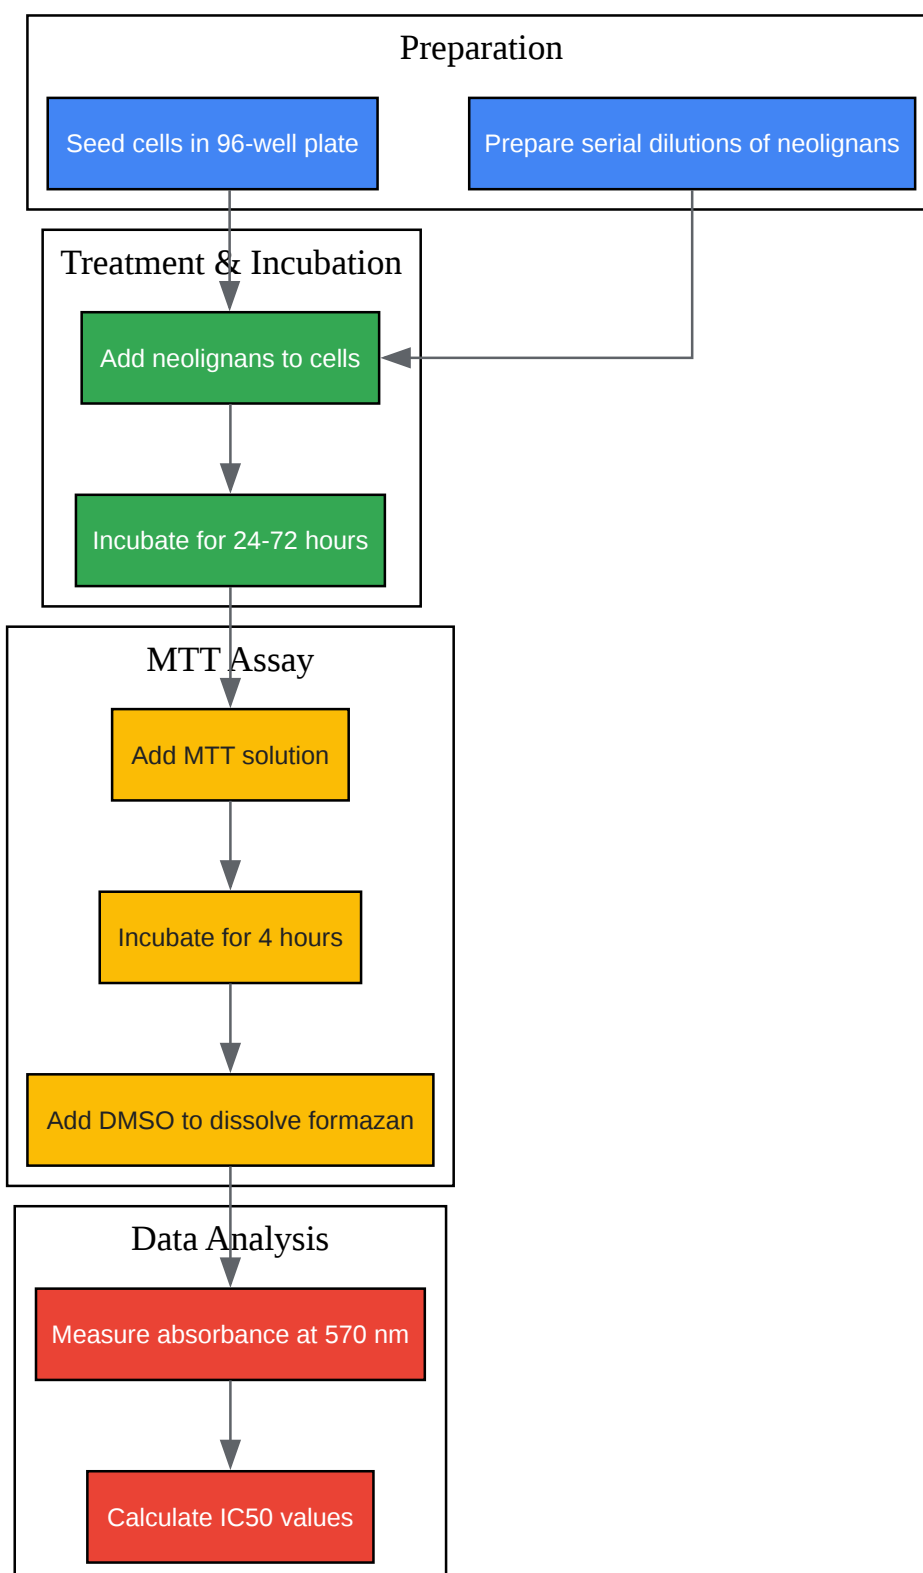 Preparation
Seed cells in 96-well plate
Prepare serial dilutions of neolignans
Treatment & Incubation
Add neolignans to cells
Incubate for 24-72 hours
MTT Assay
Add MTT solution
Incubate for 4 hours
Add DMSO to dissolve formazan
Data Analysis
Measure absorbance at 570 nm
Calculate IC50 values